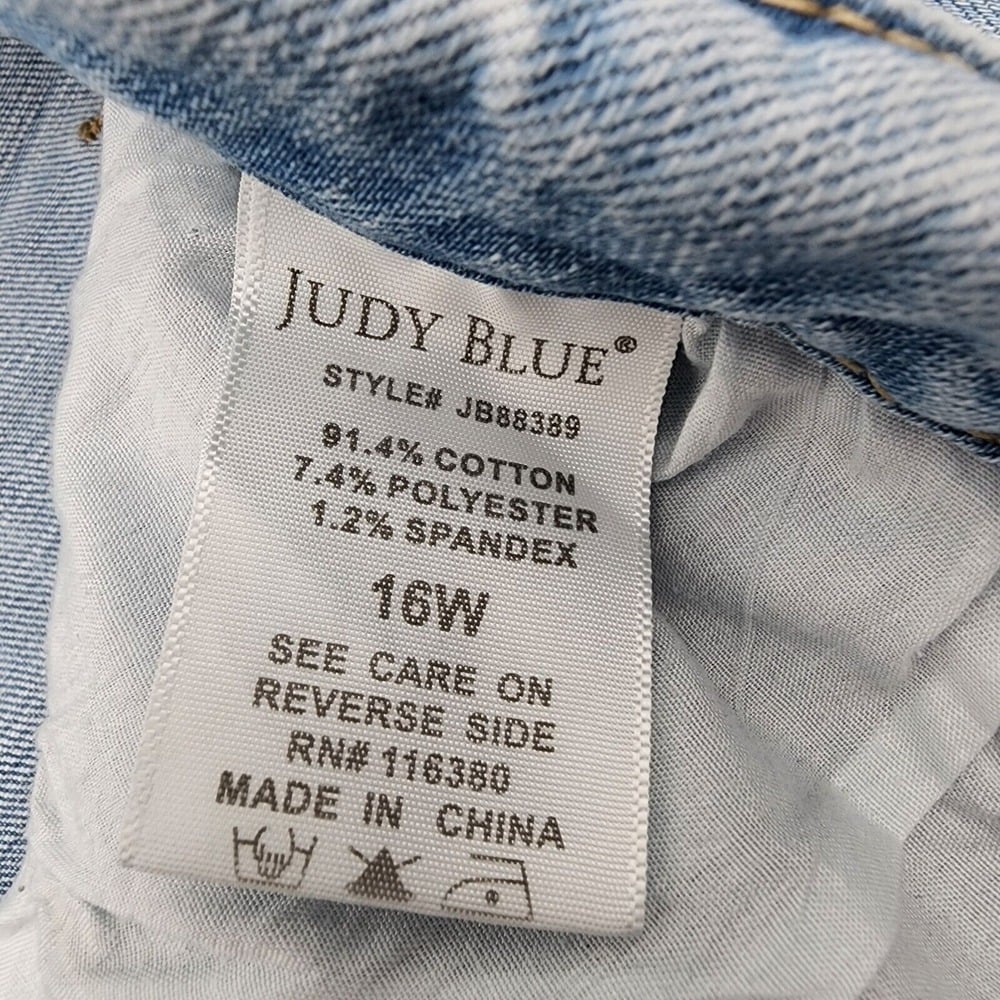 JUDY BLUE®
STYLE# JB88389
91.4% COTTON
7.4% POLYESTER
1.2% SPANDEX
16W
SEE CARE ON
REVERSE SIDE
RN# 116380
MADE IN CHINA